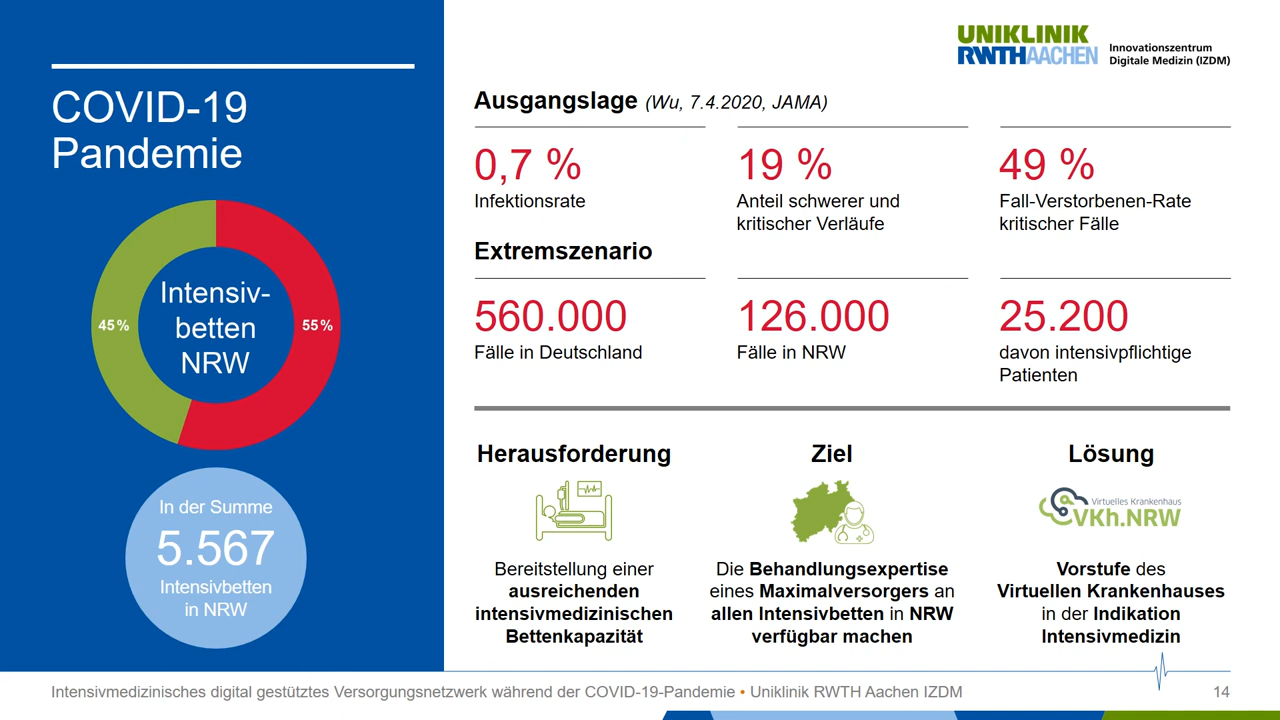 COVID-19
Pandemie
45 %
55 %
Intensiv-
betten
NRW
In der Summe
5.567
Intensivbetten
in NRW
UNIKLINIK
RWTHAACHEN
Innovationszentrum
Digitale Medizin (IZDM)
Ausgangslage (Wu, 7.4.2020, JAMA)
0,7 %
Infektionsrate
19 %
Anteil schwerer und
kritischer Verläufe
49 %
Fall-Verstorbenen-Rate
kritischer Fälle
Extremszenario
560.000
Fälle in Deutschland
126.000
Fälle in NRW
25.200
davon intensivpflichtige
Patienten
Herausforderung
Bereitstellung einer
ausreichenden
intensivmedizinischen
Bettenkapazität
Ziel
Die Behandlungsexpertise
eines Maximalversorgers an
allen Intensivbetten in NRW
verfügbar machen
Lösung
Virtuelles Krankenhaus
VKh.NRW
Vorstufe des
Virtuellen Krankenhauses
in der Indikation
Intensivmedizin
Intensivmedizinisches digital gestütztes Versorgungsnetzwerk während der COVID-19-Pandemie • Uniklinik RWTH Aachen IZDM
14